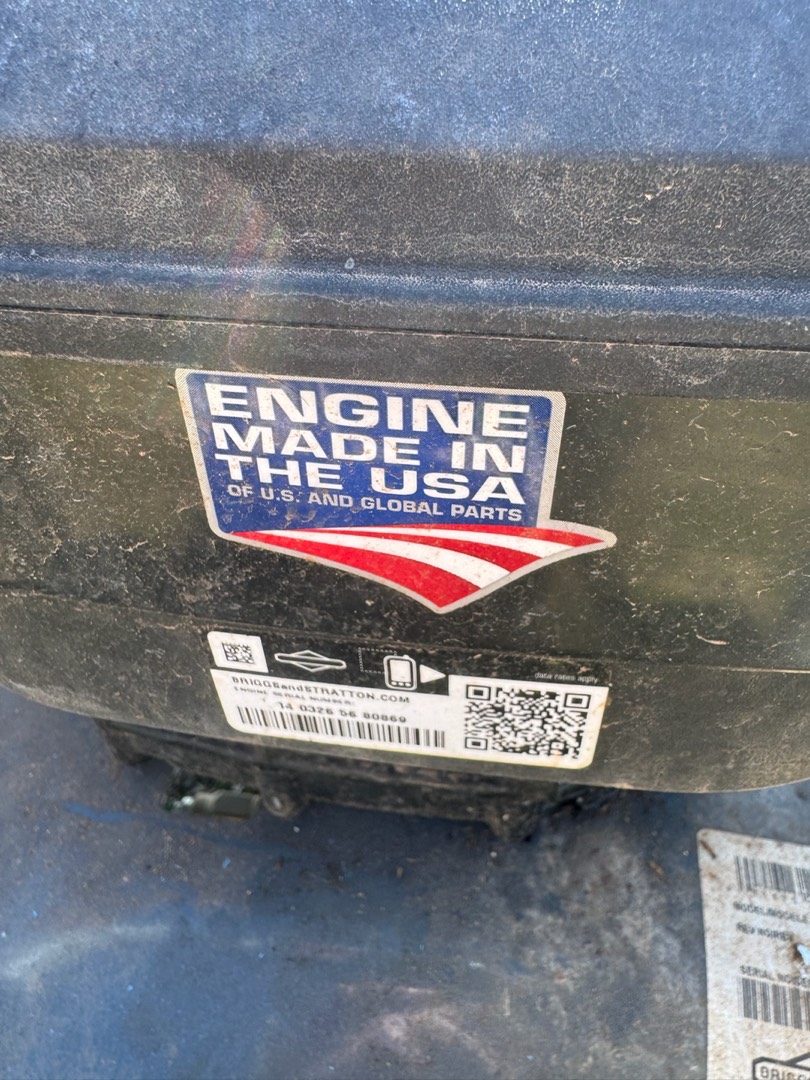 ENGINE
MADE IN
THE USA
OF U.S. AND GLOBAL PARTS
data rates apply
BRIGGSandSTRATTON.COM
ENGINE SERIAL NUMBER:
14 0326 56 80869
SERIAL